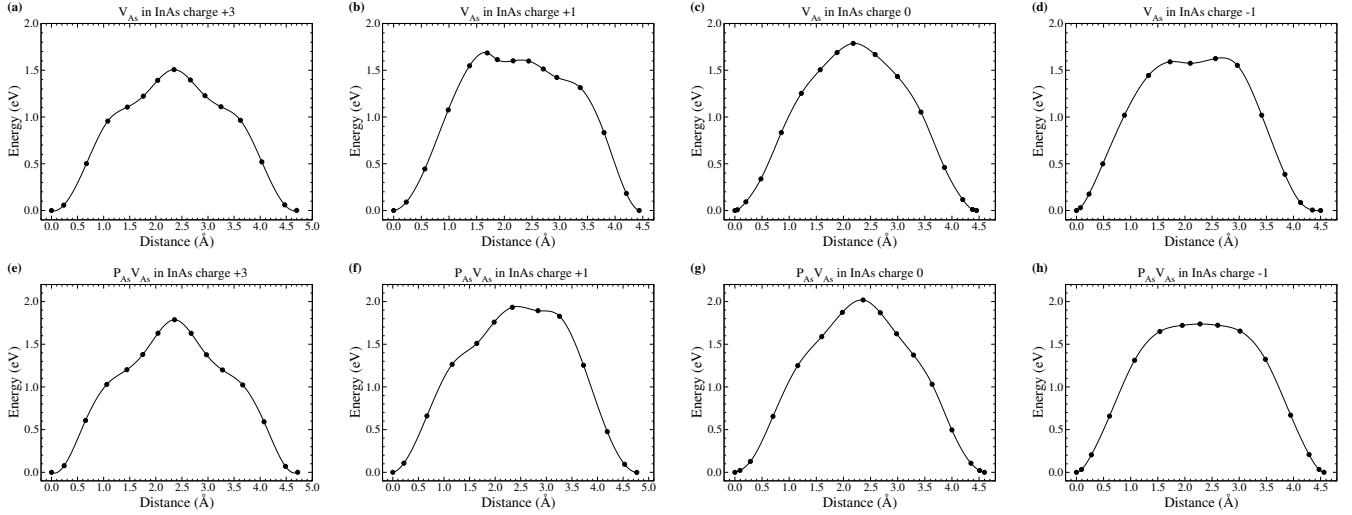 (a) V_As in InAs charge +3
2.0
1.5
1.0
0.5
0.0
Energy (eV)
0.0 0.5 1.0 1.5 2.0 2.5 3.0 3.5 4.0 4.5 5.0
Distance (Å)
(b) V_As in InAs charge +1
2.0
1.5
1.0
0.5
0.0
Energy (eV)
0.0 0.5 1.0 1.5 2.0 2.5 3.0 3.5 4.0 4.5
Distance (Å)
(c) V_As in InAs charge 0
2.0
1.5
1.0
0.5
0.0
Energy (eV)
0.0 0.5 1.0 1.5 2.0 2.5 3.0 3.5 4.0 4.5
Distance (Å)
(d) V_As in InAs charge -1
2.0
1.5
1.0
0.5
0.0
Energy (eV)
0.0 0.5 1.0 1.5 2.0 2.5 3.0 3.5 4.0 4.5
Distance (Å)
(e) P_As V_As in InAs charge +3
2.0
1.5
1.0
0.5
0.0
Energy (eV)
0.0 0.5 1.0 1.5 2.0 2.5 3.0 3.5 4.0 4.5 5.0
Distance (Å)
(f) P_As V_As in InAs charge +1
2.0
1.5
1.0
0.5
0.0
Energy (eV)
0.0 0.5 1.0 1.5 2.0 2.5 3.0 3.5 4.0 4.5
Distance (Å)
(g) P_As V_As in InAs charge 0
2.0
1.5
1.0
0.5
0.0
Energy (eV)
0.0 0.5 1.0 1.5 2.0 2.5 3.0 3.5 4.0 4.5
Distance (Å)
(h) P_As V_As in InAs charge -1
2.0
1.5
1.0
0.5
0.0
Energy (eV)
0.0 0.5 1.0 1.5 2.0 2.5 3.0 3.5 4.0 4.5
Distance (Å)